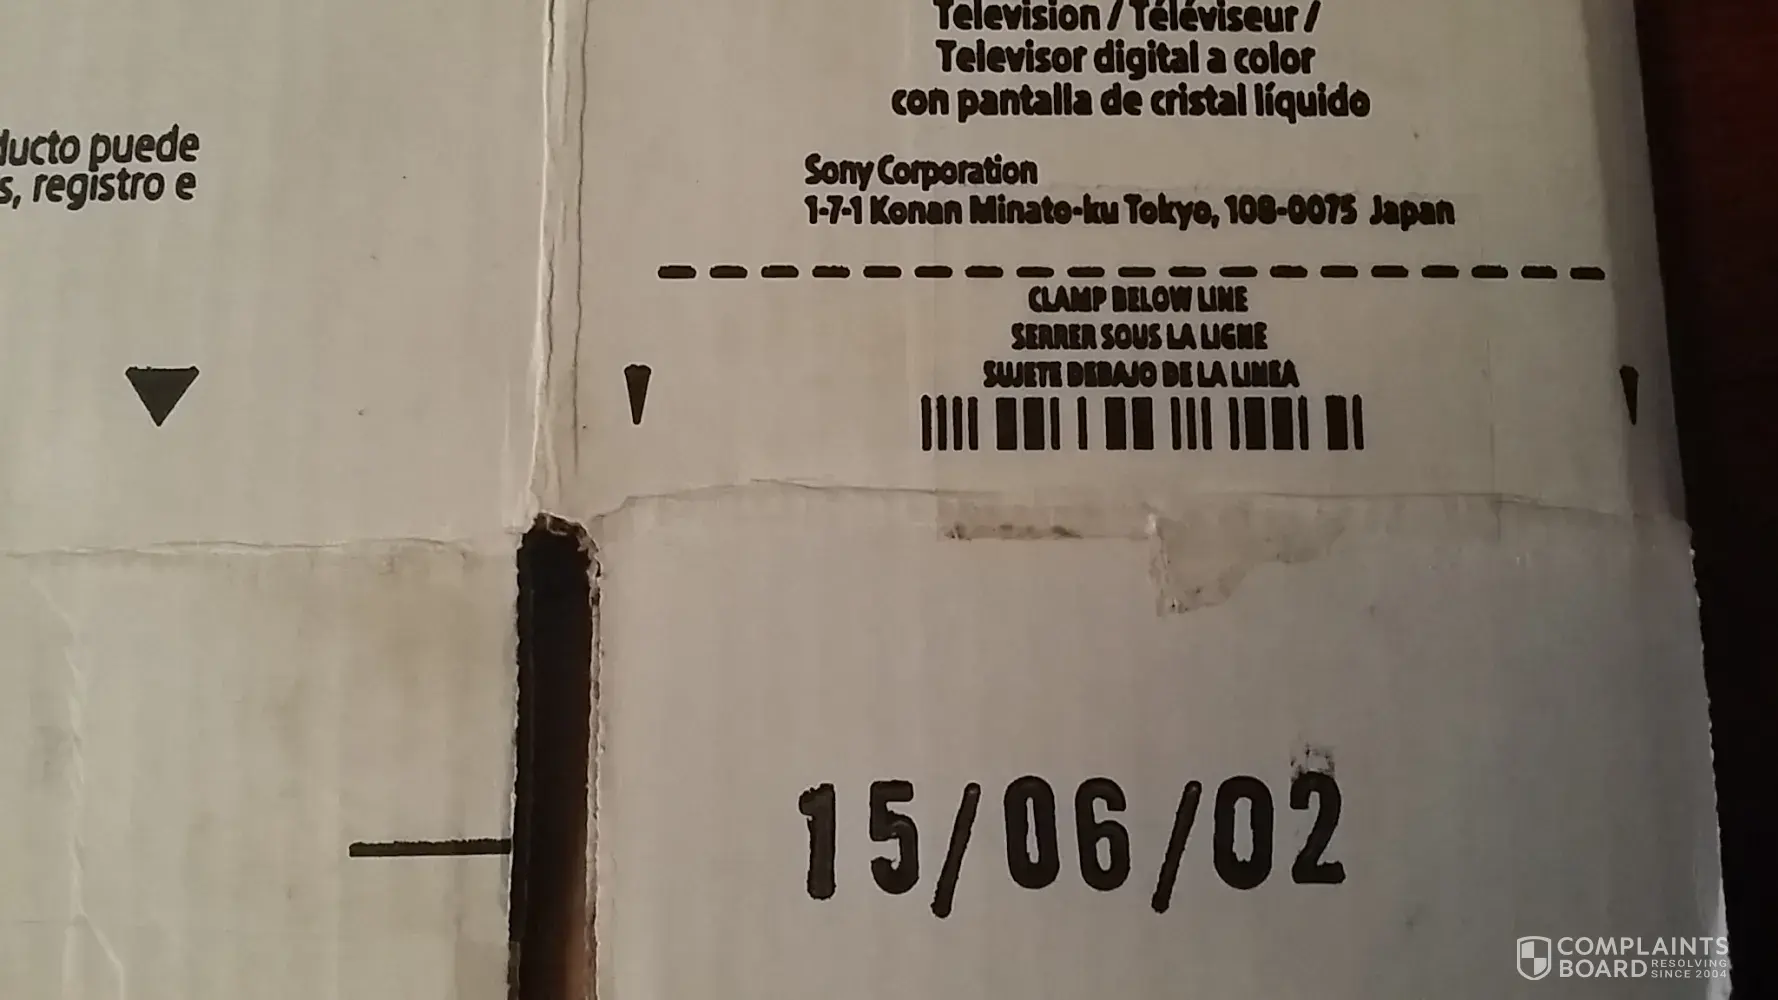 Television / Téléviseur /
Televisor digital a color
con pantalla de cristal líquido
ducto puede
s, registro e
Sony Corporation
1-7-1 Konan Minato-ku Tokyo, 108-0075 Japan
CLAMP BELOW LINE
SERRER SOUS LA LIGNE
SUJETE DEBAJO DE LA LINEA
15/06/02
COMPLAINTS
BOARD RESOLVING
SINCE 2004